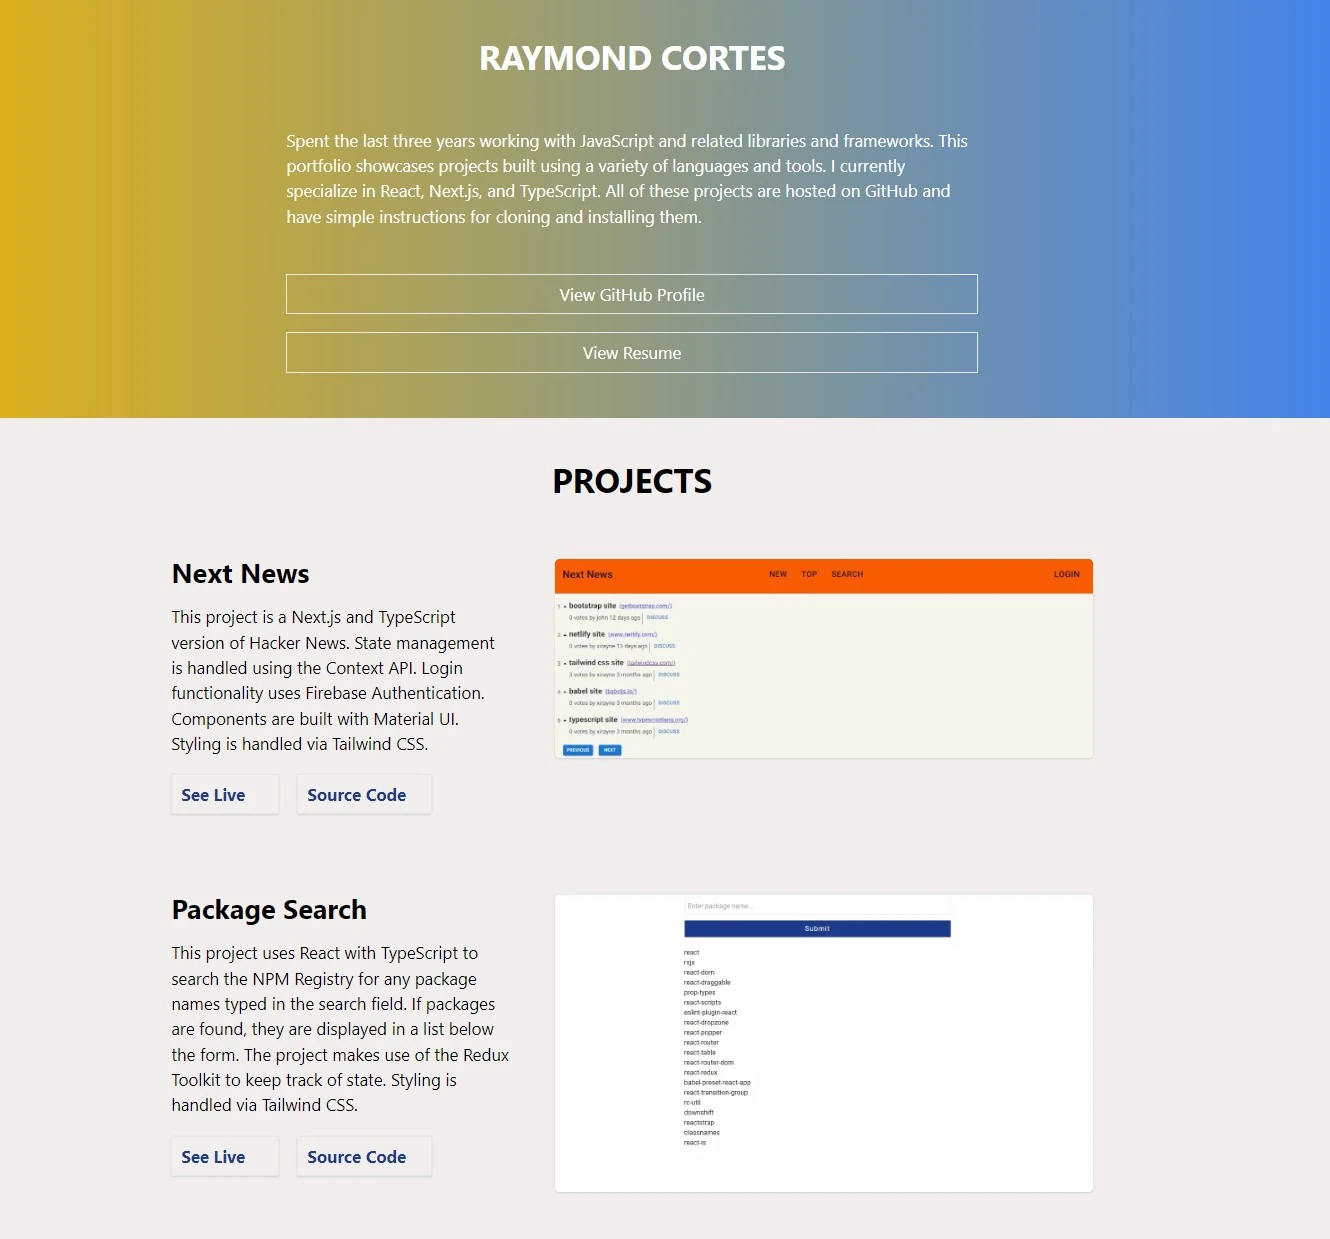 RAYMOND CORTES
Spent the last three years working with JavaScript and related libraries and frameworks. This
portfolio showcases projects built using a variety of languages and tools. I currently
specialize in React, Next.js, and TypeScript. All of these projects are hosted on GitHub and
have simple instructions for cloning and installing them.
View GitHub Profile
View Resume
PROJECTS
Next News
This project is a Next.js and TypeScript
version of Hacker News. State management
is handled using the Context API. Login
functionality uses Firebase Authentication.
Components are built with Material UI.
Styling is handled via Tailwind CSS.
See Live Source Code
Next News NEW TOP SEARCH LOGIN
1 bootstrap site (getbootstrap.com/)
0 votes by john 12 days ago | DISCUSS
2 netlify site (www.netlify.com/)
0 votes by xirayne 13 days ago | DISCUSS
3 tailwind css site (tailwindcss.com/)
3 votes by xirayne 3 months ago | DISCUSS
4 babel site (babeljs.io/)
0 votes by xirayne 3 months ago | DISCUSS
5 typescript site (www.typescriptlang.org/)
0 votes by xirayne 3 months ago | DISCUSS
PREVIOUS NEXT
Package Search
This project uses React with TypeScript to
search the NPM Registry for any package
names typed in the search field. If packages
are found, they are displayed in a list below
the form. The project makes use of the Redux
Toolkit to keep track of state. Styling is
handled via Tailwind CSS.
See Live Source Code
Enter package name...
Submit
react
rxjs
react-dom
react-draggable
prop-types
react-scripts
eslint-plugin-react
react-dropzone
react-popper
react-router
react-table
react-router-dom
react-redux
babel-preset-react-app
react-transition-group
rc-util
downshift
reactstrap
classnames
react-is